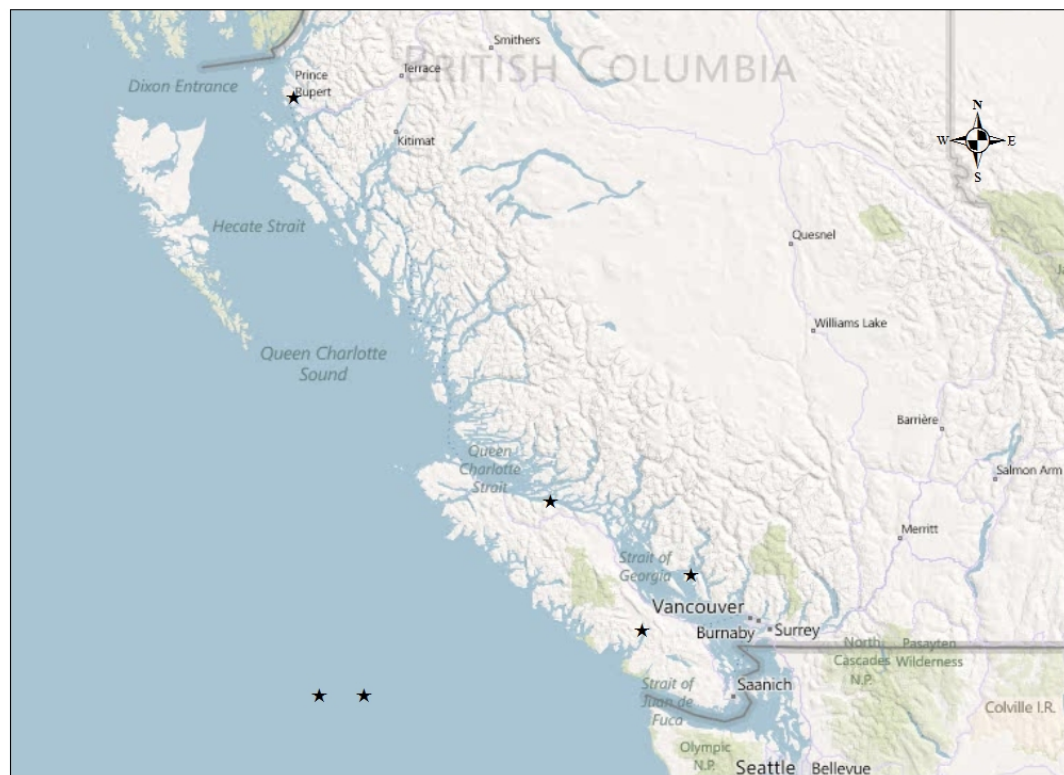 Smithers
BRITISH COLUMBIA
Terrace
Prince
Rupert
Dixon Entrance
N
W
E
S
Kitimat
Hecate Strait
Quesnel
Williams Lake
Queen Charlotte
Sound
Barrière
Queen
Charlotte
Strait
Salmon Arm
Merritt
Strait of
Georgia
Vancouver
Burnaby
Surrey
North
Cascades
N.P.
Pasayten
Wilderness
Strait of
Juan de
Fuca
Saanich
Colville I.R.
Olympic
N.P.
Seattle
Bellevue